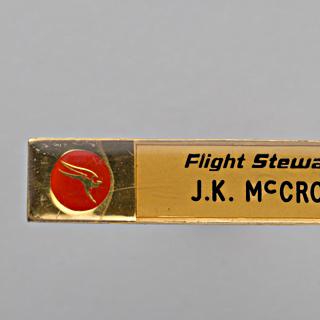 Flight Stewa
J.K. McCRO